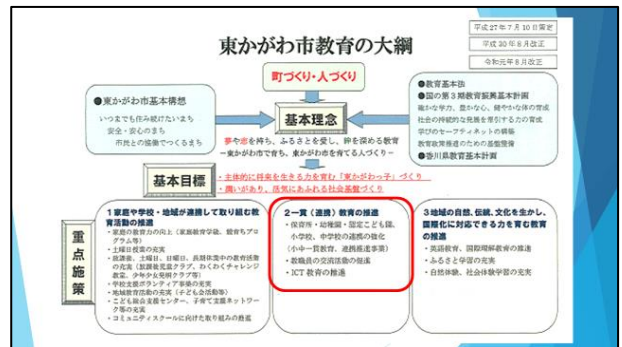 平成27年7月10日策定
平成30年8月改正
令和元年8月改正
東かがわ市教育の大綱
町づくり・人づくり
●東かがわ市基本構想
いつまでも住み続けたいまち
安全・安心のまち
市民との協働でつくるまち
基本理念
●教育基本法
●国の第3期教育振興基本計画
確かな学力、豊かな心、健やかな体の育成
社会の持続的な発展を牽引する力の育成
学びのセーフティネットの構築
教育政策推進のための基盤整備
●香川県教育基本計画
夢や志を持ち、ふるさとを愛し、絆を深める教育
－東かがわ市で育ち、東かがわ市を育てる人づくり－
基本目標
・主体的に将来を生きる力を育む「東かがわっ子」づくり
・潤いがあり、活気にあふれる社会基盤づくり
重点施策
1家庭や学校・地域が連携して取り組む教
育活動の推進
・家庭の教育力の向上（家庭教育学級、親育ちプロ
グラム等）
・土曜日授業の充実
・放課後、土曜日、日曜日、長期休業中の教育活動
の充実（放課後児童クラブ、わくわくチャレンジ
教室、少年少女発明クラブ等）
・学校支援ボランティア事業の充実
・地域教育活動の充実（子ども会活動等）
・こども総合支援センター、子育て支援ネットワー
ク等の充実
・コミュニティスクールに向けた取り組みの推進
2一貫（連携）教育の推進
・保育所・幼稚園・認定こども園、
小学校、中学校の連携の強化
（小中一貫教育、連携推進事業）
・教職員の交流活動の促進
・ICT教育の推進
3地域の自然、伝統、文化を生かし、
国際化に対応できる力を育む教育
の推進
・英語教育、国際理解教育の推進
・ふるさと学習の充実
・自然体験、社会体験学習の充実